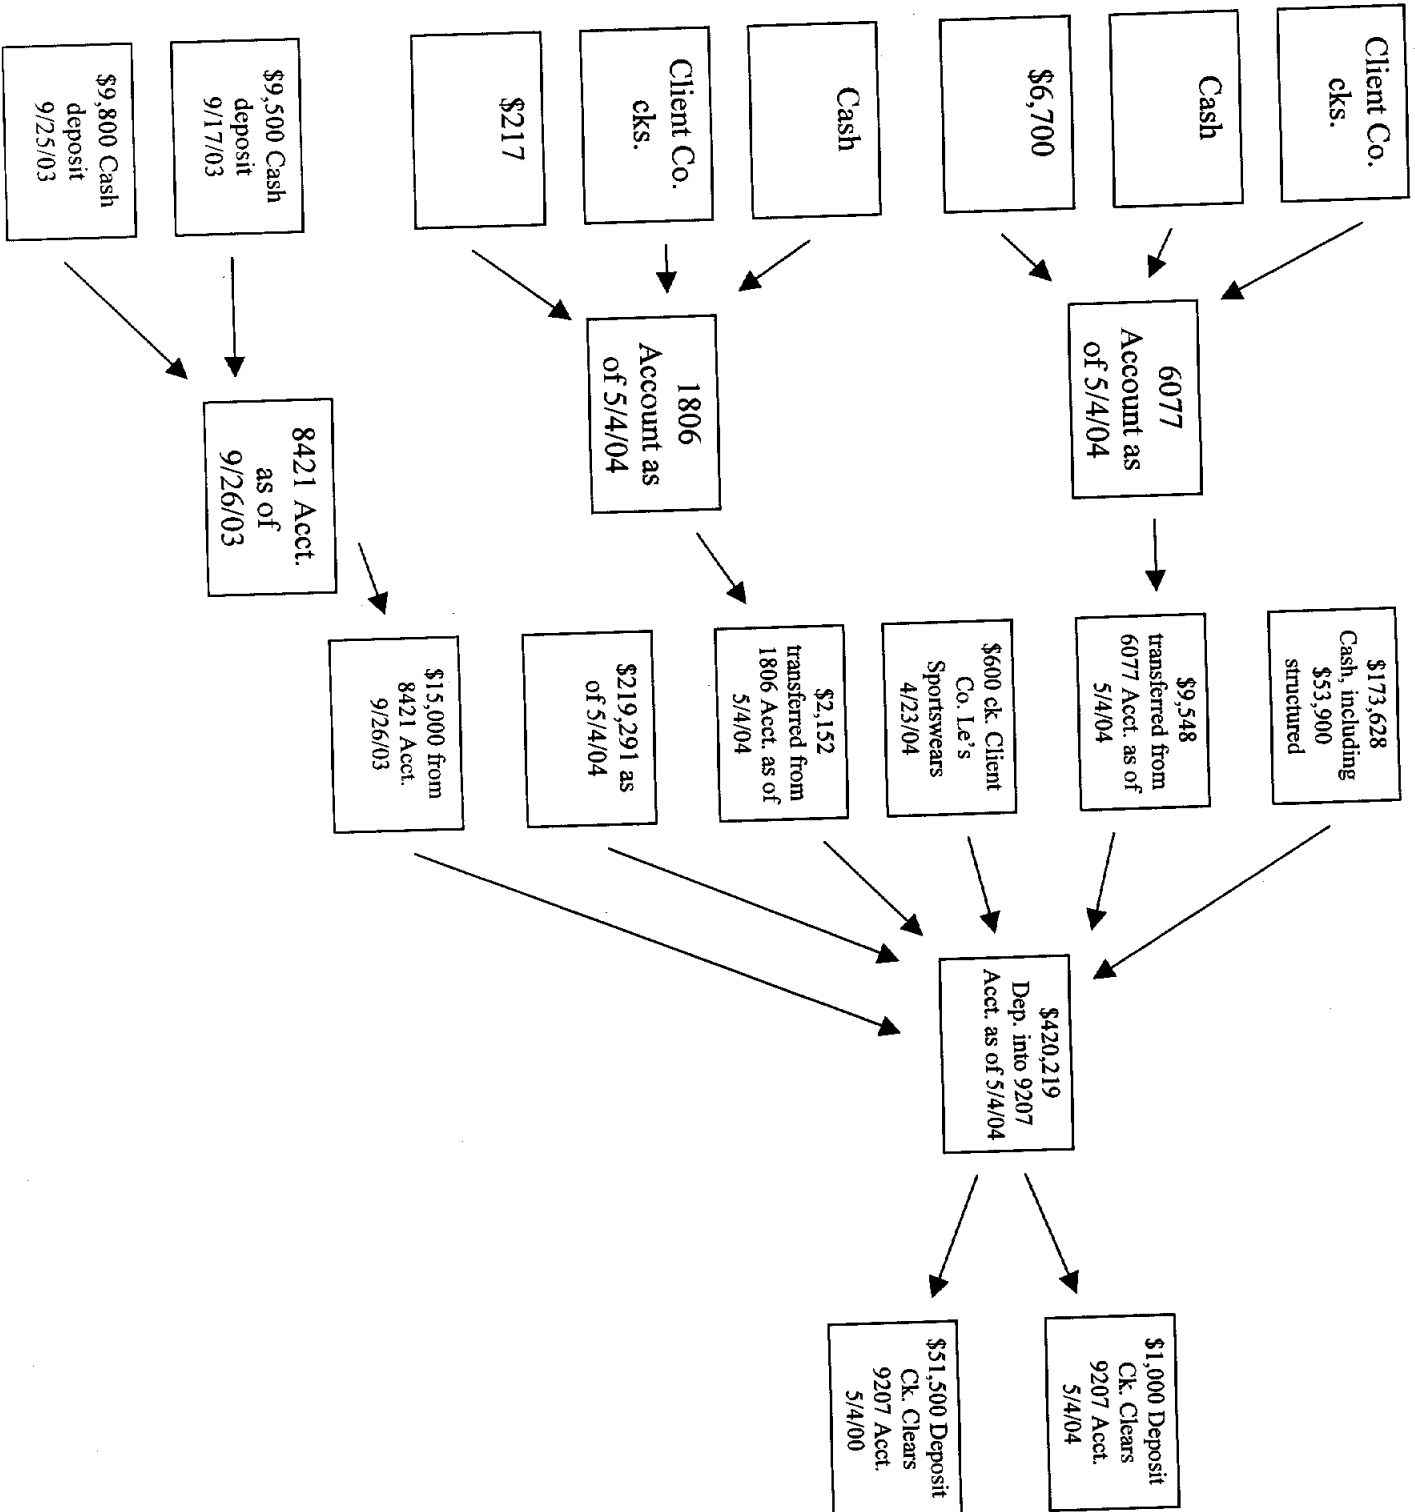 Client Co.
cks.
Cash
$6,700
Cash
Client Co.
cks.
$217
$9,500 Cash
deposit
9/17/03
$9,800 Cash
deposit
9/25/03
6077
Account as
of 5/4/04
1806
Account as
of 5/4/04
8421 Acct.
as of
9/26/03
$173,628
Cash, including
$53,900
structured
$9,548
transferred from
6077 Acct. as of
5/4/04
$600 ck. Client
Co. Le's
Sportswears
4/23/04
$2,152
transferred from
1806 Acct. as of
5/4/04
$219,291 as
of 5/4/04
$15,000 from
8421 Acct.
9/26/03
$420,219
Dep. into 9207
Acct. as of 5/4/04
$1,000 Deposit
Ck. Clears
9207 Acct.
5/4/04
$51,500 Deposit
Ck. Clears
9207 Acct.
5/4/00